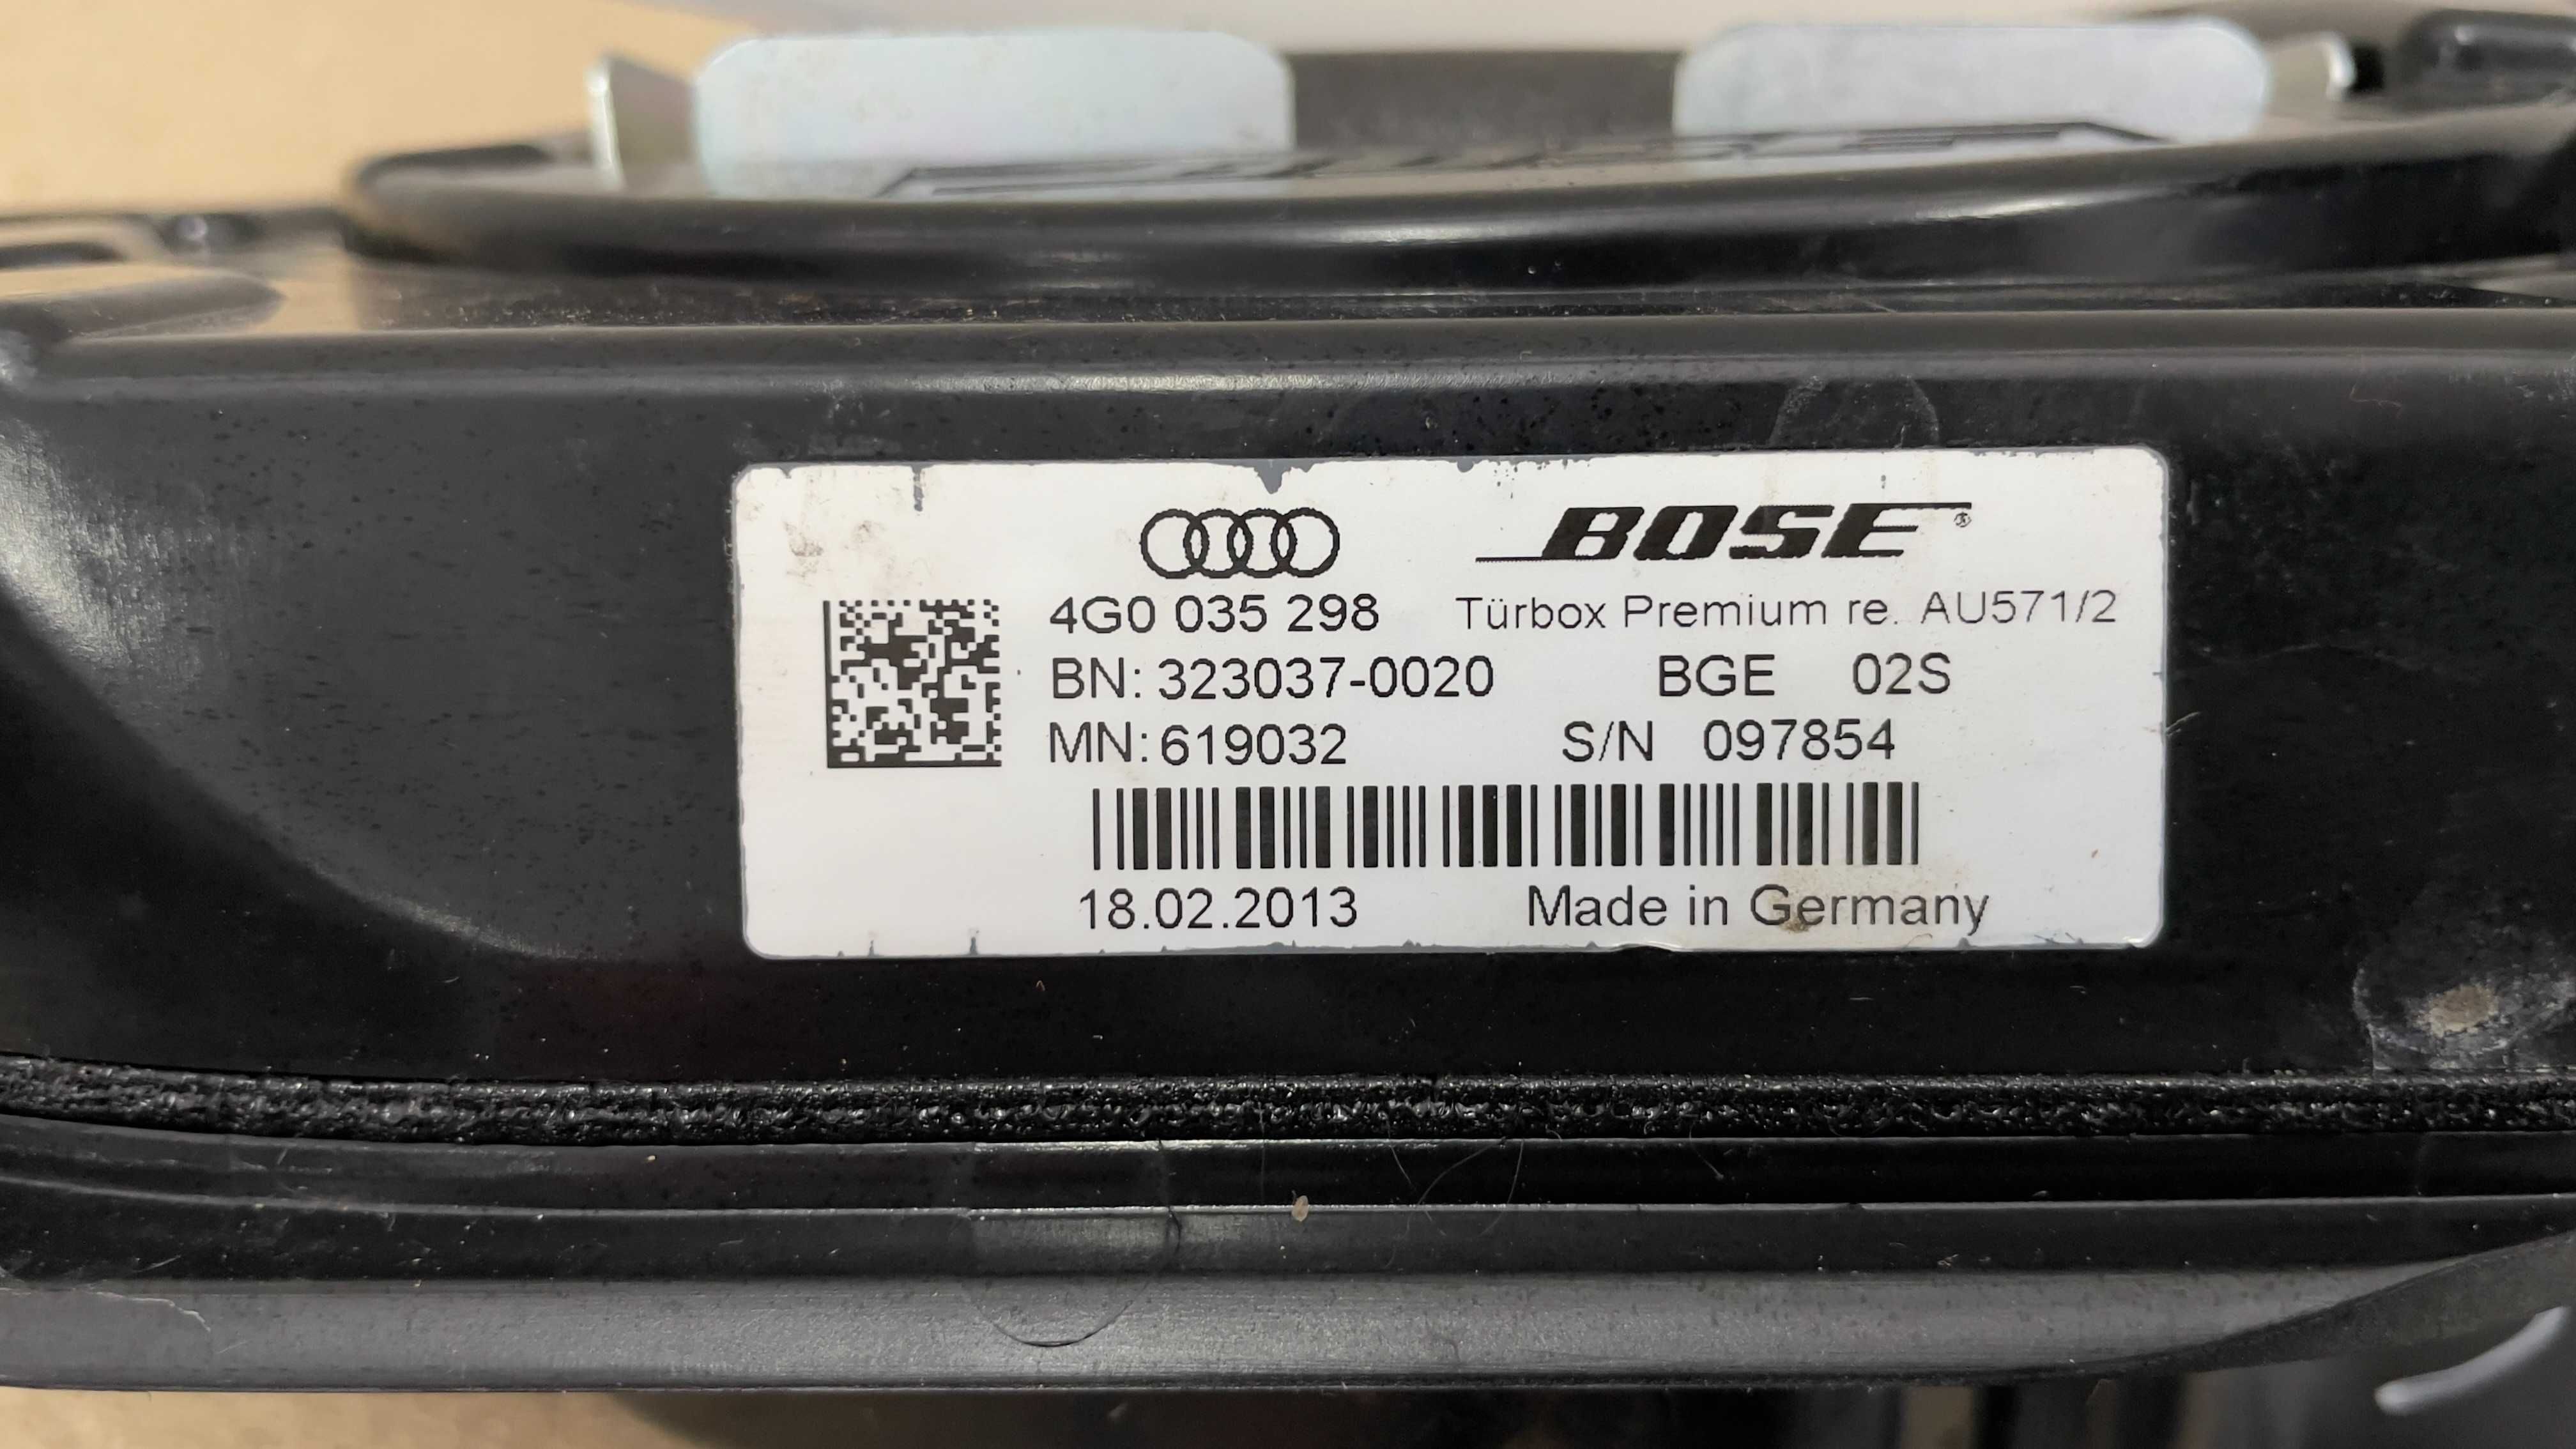 BOSE®
4G0 035 298 Türbox Premium re. AU571/2
BN: 323037-0020 BGE 02S
MN: 619032 S/N 097854
18.02.2013 Made in Germany